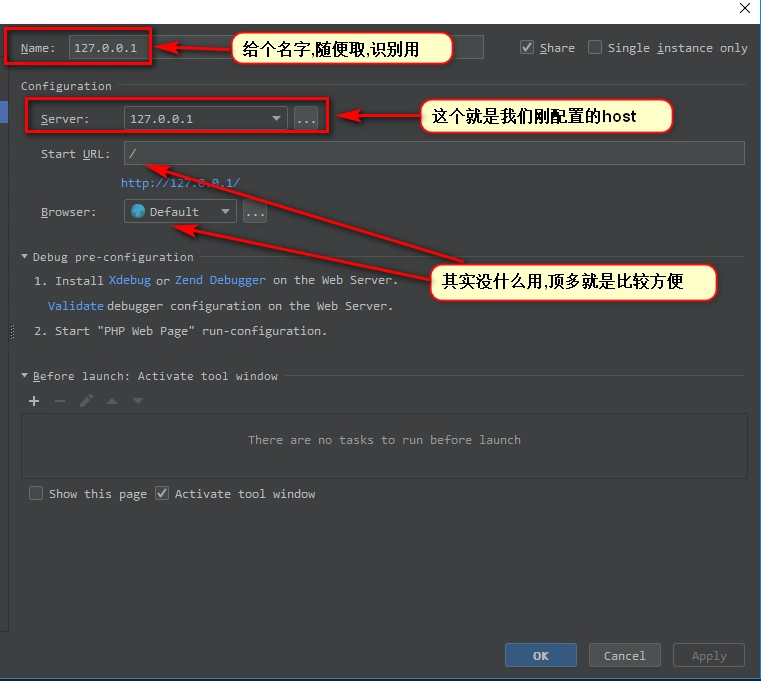 Name: 127.0.0.1
给个名字,随便取,识别用
Share
Single instance only
Configuration
Server: 127.0.0.1 ...
这个就是我们刚配置的host
Start URL: /
http://127.0.0.1/
Browser: Default ...
Debug pre-configuration
1. Install Xdebug or Zend Debugger on the Web Server.
其实没什么用,顶多就是比较方便
Validate debugger configuration on the Web Server.
2. Start "PHP Web Page" run-configuration.
Before launch: Activate tool window
There are no tasks to run before launch
Show this page
Activate tool window
OK
Cancel
Apply